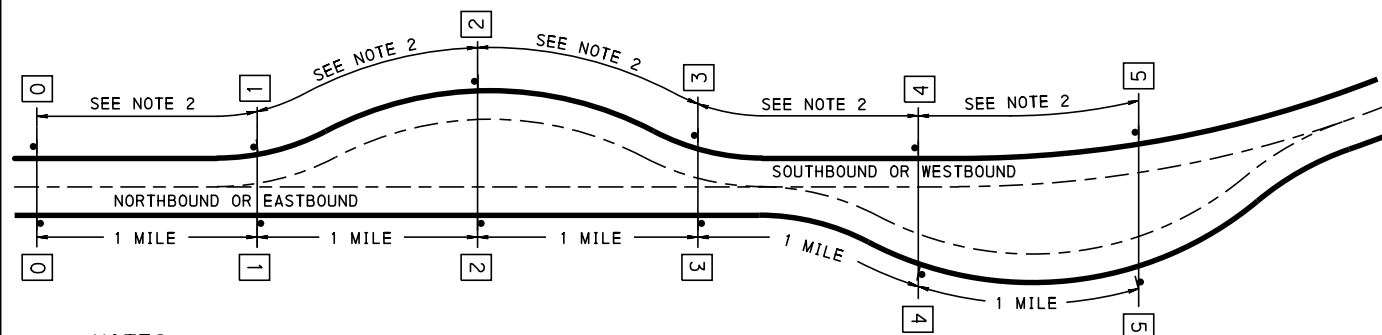 2
SEE NOTE 2
SEE NOTE 2
0
1
3
4
5
SEE NOTE 2
SEE NOTE 2
SEE NOTE 2
SOUTHBOUND OR WESTBOUND
NORTHBOUND OR EASTBOUND
1 MILE
1 MILE
1 MILE
1 MILE
1 MILE
0
1
2
3
4
5